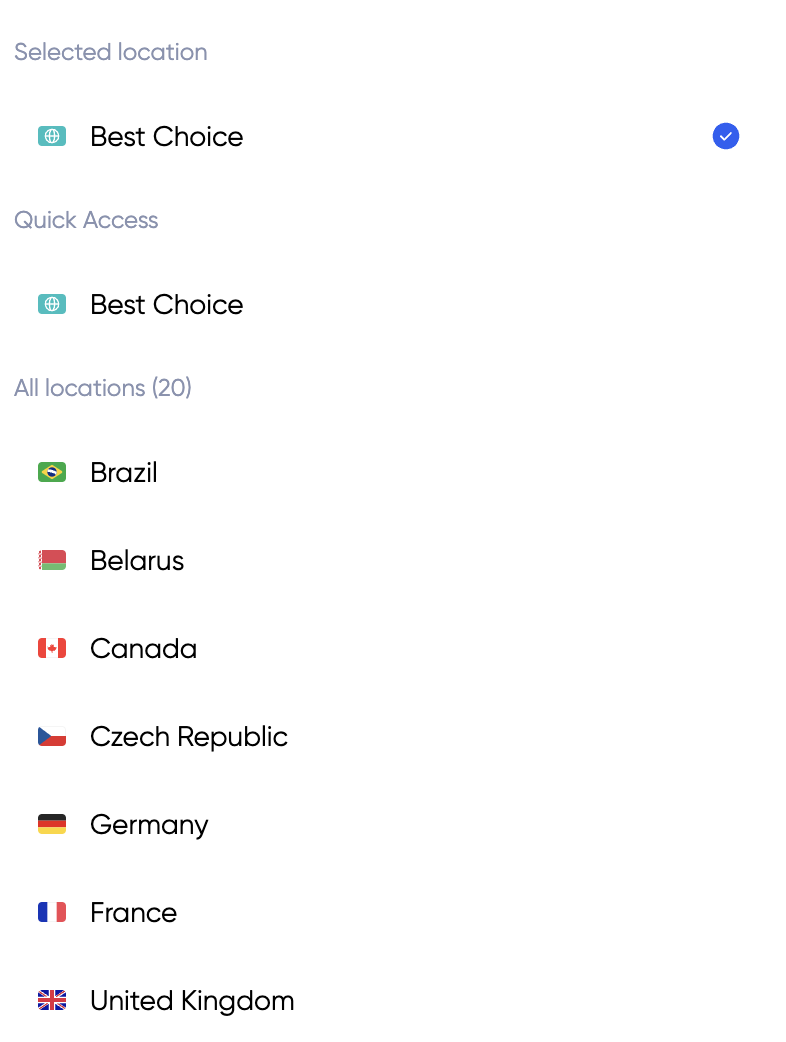 Selected location
Best Choice
Quick Access
Best Choice
All locations (20)
Brazil
Belarus
Canada
Czech Republic
Germany
France
United Kingdom